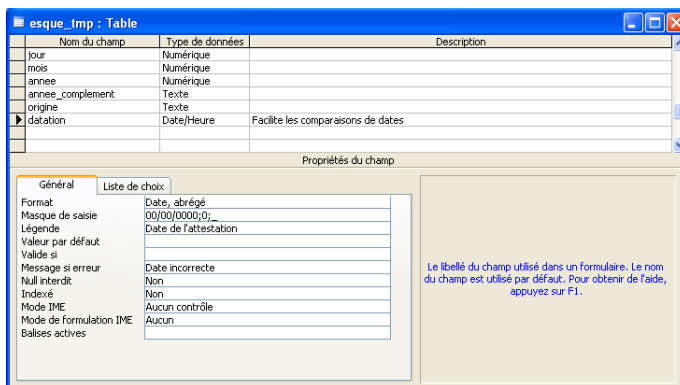 esque_tmp : Table
Nom du champ Type de données Description
jour Numérique
mois Numérique
annee Numérique
annee_complement Texte
origine Texte
datation Date/Heure Facilite les comparaisons de dates
Propriétés du champ
Général Liste de choix
Format Date, abrégé
Masque de saisie 00/00/0000;0;_
Légende Date de l'attestation
Valeur par défaut
Valide si
Message si erreur Date incorrecte
Null interdit Non
Indexé Non
Mode IME Aucun contrôle
Mode de formulation IME Aucun
Balises actives
Le libellé du champ utilisé dans un formulaire. Le nom
du champ est utilisé par défaut. Pour obtenir de l'aide,
appuyez sur F1.